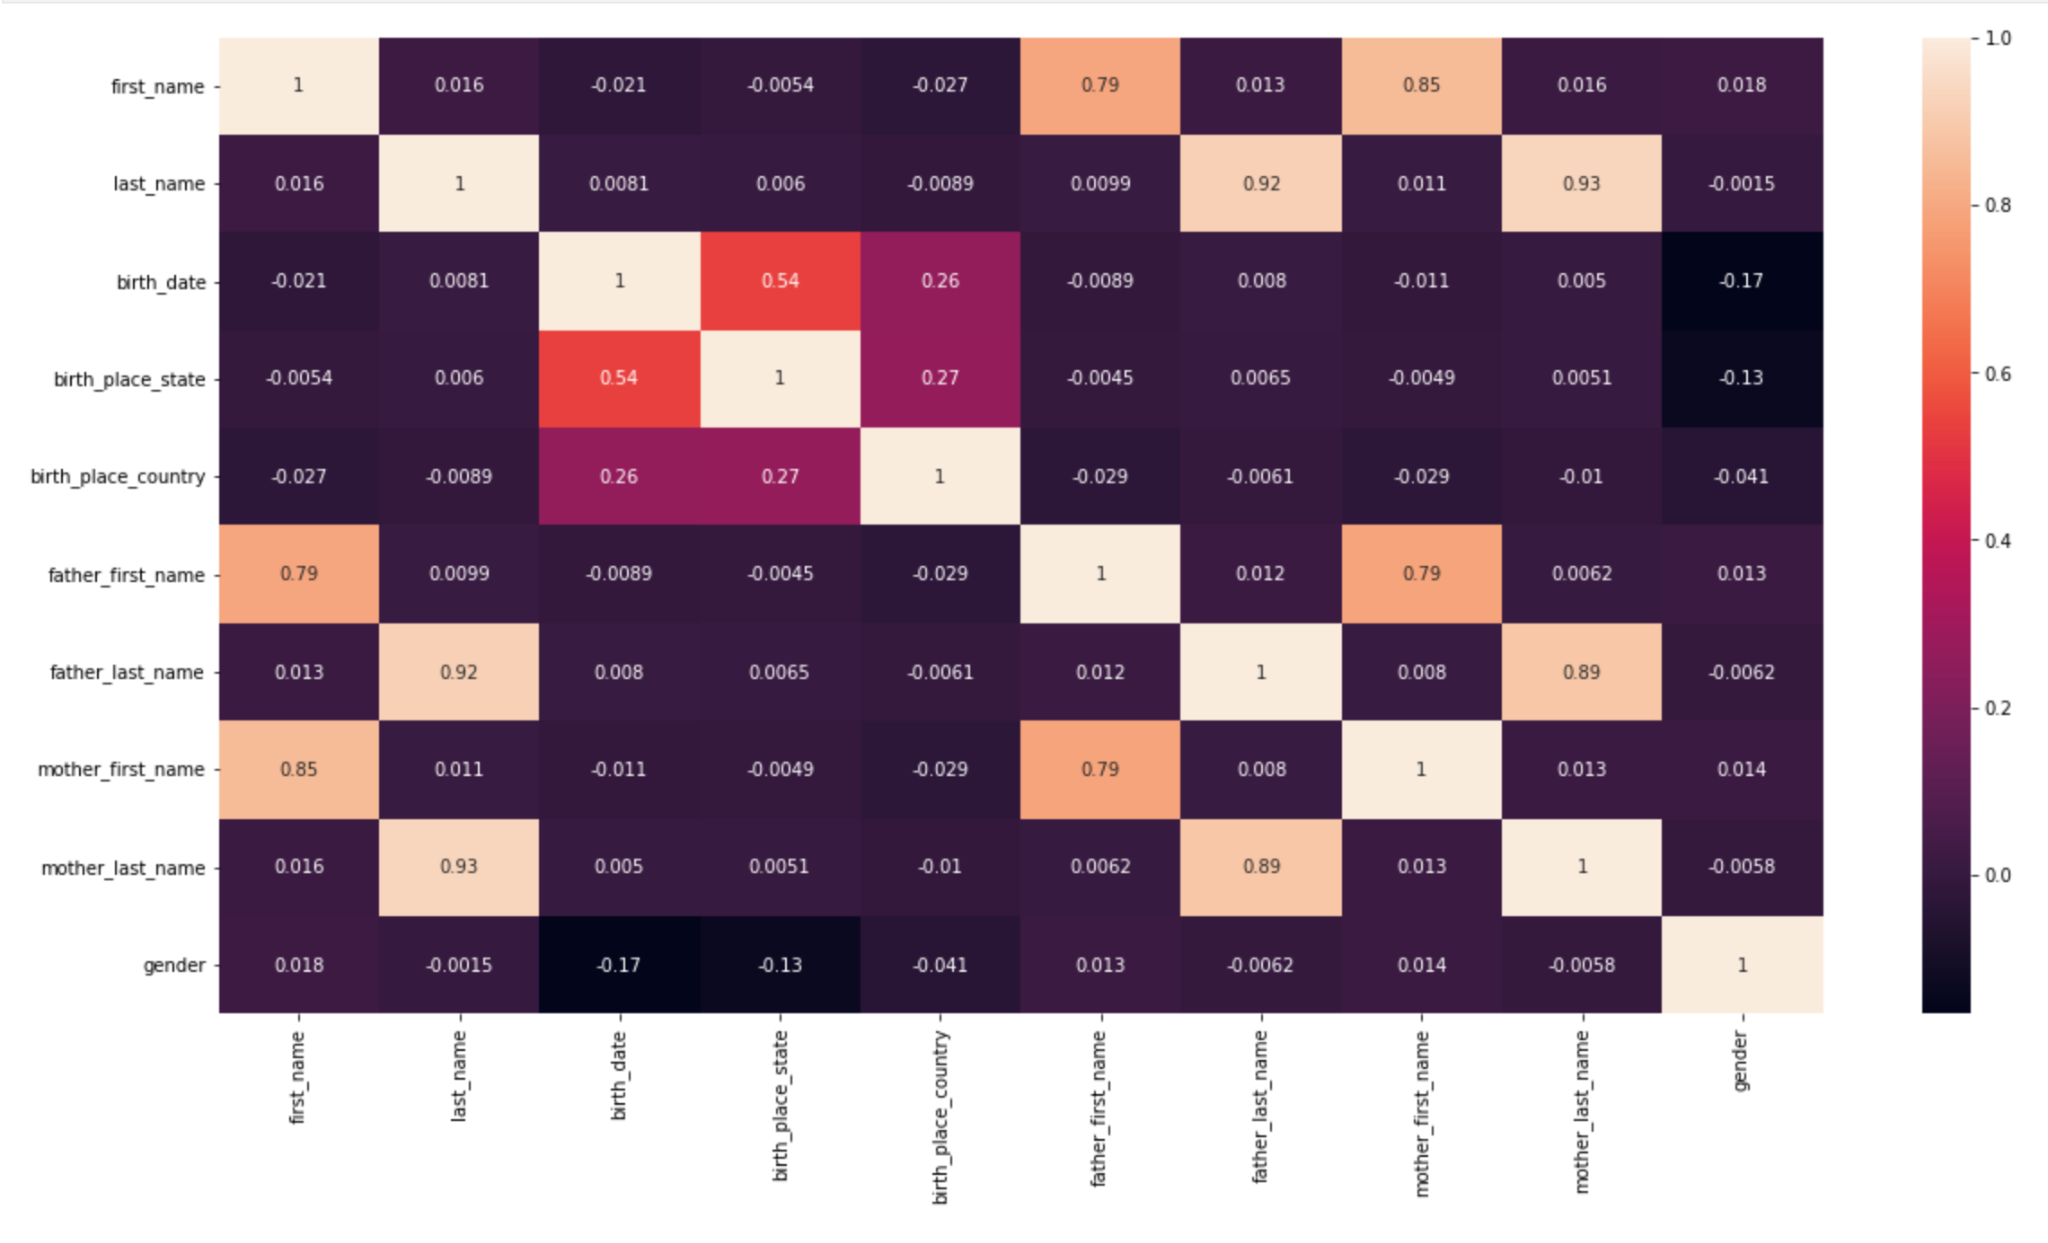 first_name 1 0.016 -0.021 -0.0054 -0.027 0.79 0.013 0.85 0.016 0.018
last_name 0.016 1 0.0081 0.006 -0.0089 0.0099 0.92 0.011 0.93 -0.0015
birth_date -0.021 0.0081 1 0.54 0.26 -0.0089 0.008 -0.011 0.005 -0.17
birth_place_state -0.0054 0.006 0.54 1 0.27 -0.0045 0.0065 -0.0049 0.0051 -0.13
birth_place_country -0.027 -0.0089 0.26 0.27 1 -0.029 -0.0061 -0.029 -0.01 -0.041
father_first_name 0.79 0.0099 -0.0089 -0.0045 -0.029 1 0.012 0.79 0.0062 0.013
father_last_name 0.013 0.92 0.008 0.0065 -0.0061 0.012 1 0.008 0.89 -0.0062
mother_first_name 0.85 0.011 -0.011 -0.0049 -0.029 0.79 0.008 1 0.013 0.014
mother_last_name 0.016 0.93 0.005 0.0051 -0.01 0.0062 0.89 0.013 1 -0.0058
gender 0.018 -0.0015 -0.17 -0.13 -0.041 0.013 -0.0062 0.014 -0.0058 1
first_name
last_name
birth_date
birth_place_state
birth_place_country
father_first_name
father_last_name
mother_first_name
mother_last_name
gender
1.0
0.8
0.6
0.4
0.2
0.0